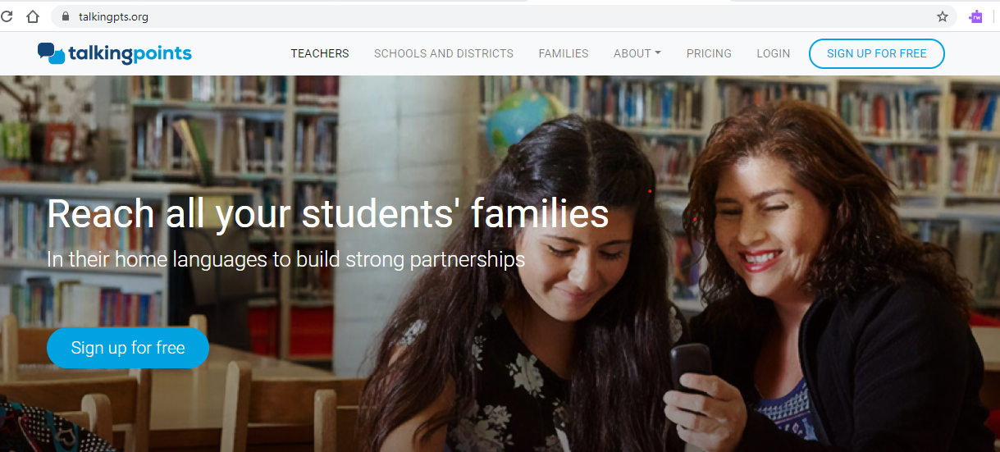 talkingpts.org
rw
talkingpoints
TEACHERS SCHOOLS AND DISTRICTS FAMILIES ABOUT PRICING LOGIN SIGN UP FOR FREE
Reach all your students' families
In their home languages to build strong partnerships
Sign up for free